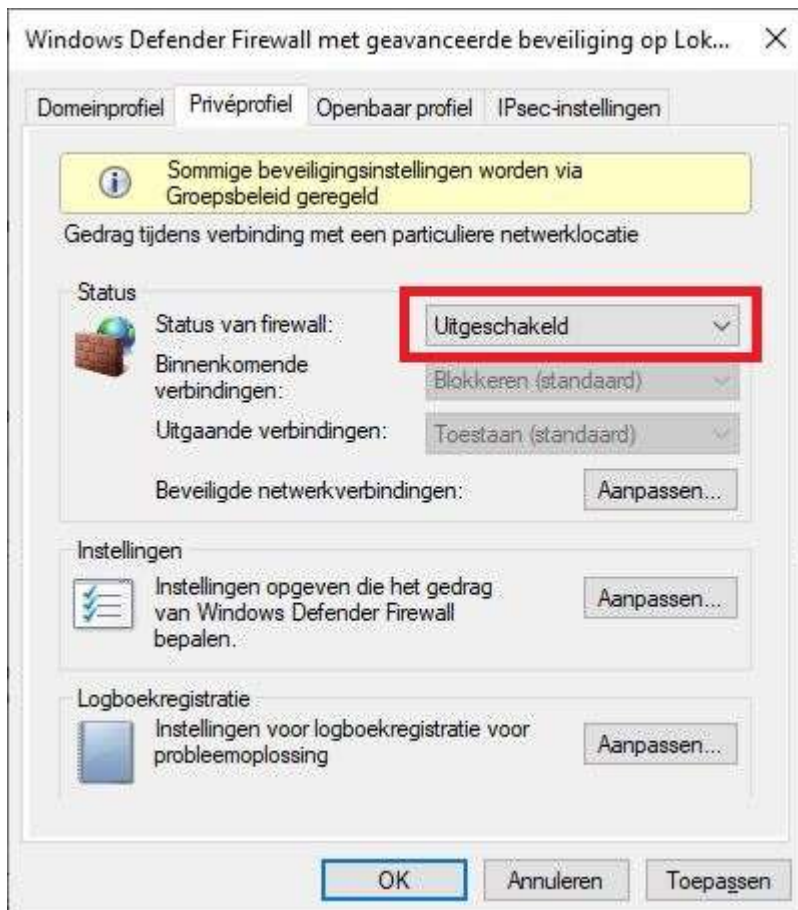 Windows Defender Firewall met geavanceerde beveiliging op Lok...
Domeinprofiel Privéprofiel Openbaar profiel IPsec-instellingen
Sommige beveiligingsinstellingen worden via
Groepsbeleid geregeld
Gedrag tijdens verbinding met een particuliere netwerklocatie
Status
Status van firewall: Uitgeschakeld
Binnenkomende
verbindingen: Blokkeren (standaard)
Uitgaande verbindingen: Toestaan (standaard)
Beveiligde netwerkverbindingen: Aanpassen...
Instellingen
Instellingen opgeven die het gedrag
van Windows Defender Firewall
bepalen.
Aanpassen...
Logboekregistratie
Instellingen voor logboekregistratie voor
probleemoplossing
Aanpassen...
OK Annuleren Toepassen